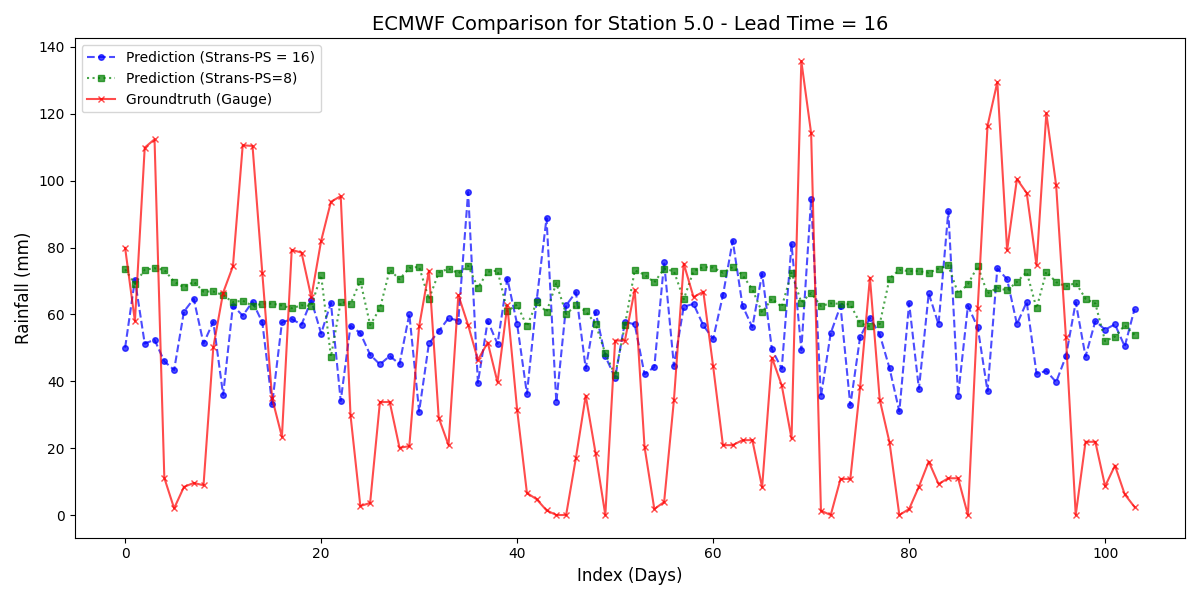 ECMWF Comparison for Station 5.0 - Lead Time = 16
Prediction (Strans-PS = 16)
Prediction (Strans-PS=8)
Groundtruth (Gauge)
Rainfall (mm)
140
120
100
80
60
40
20
0
0 20 40 60 80 100
Index (Days)